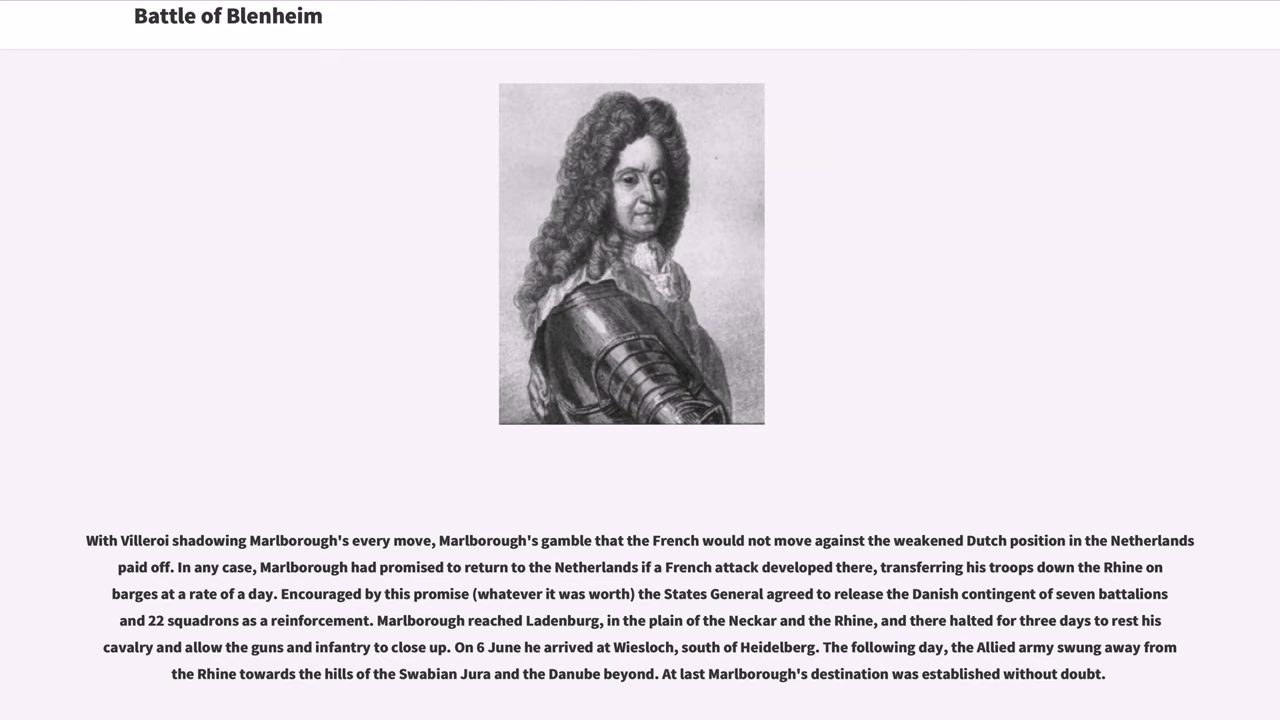 Battle of Blenheim
With Villeroi shadowing Marlborough's every move, Marlborough's gamble that the French would not move against the weakened Dutch position in the Netherlands
paid off. In any case, Marlborough had promised to return to the Netherlands if a French attack developed there, transferring his troops down the Rhine on
barges at a rate of a day. Encouraged by this promise (whatever it was worth) the States General agreed to release the Danish contingent of seven battalions
and 22 squadrons as a reinforcement. Marlborough reached Ladenburg, in the plain of the Neckar and the Rhine, and there halted for three days to rest his
cavalry and allow the guns and infantry to close up. On 6 June he arrived at Wiesloch, south of Heidelberg. The following day, the Allied army swung away from
the Rhine towards the hills of the Swabian Jura and the Danube beyond. At last Marlborough's destination was established without doubt.